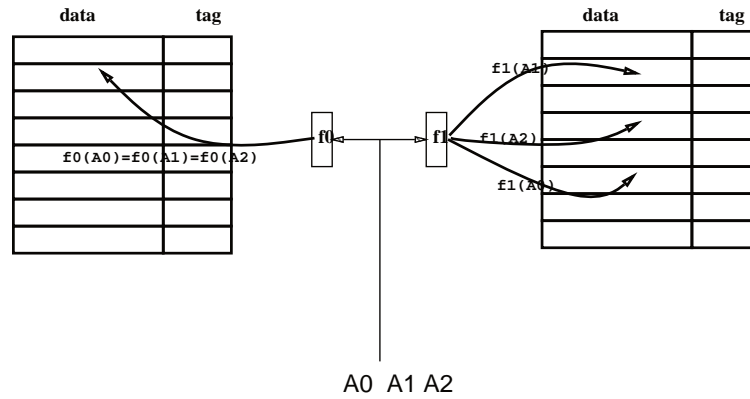 data tag
data tag
f1(A1)
f0 f1
f1(A2)
f0(A0)=f0(A1)=f0(A2)
f1(A0)
A0 A1 A2